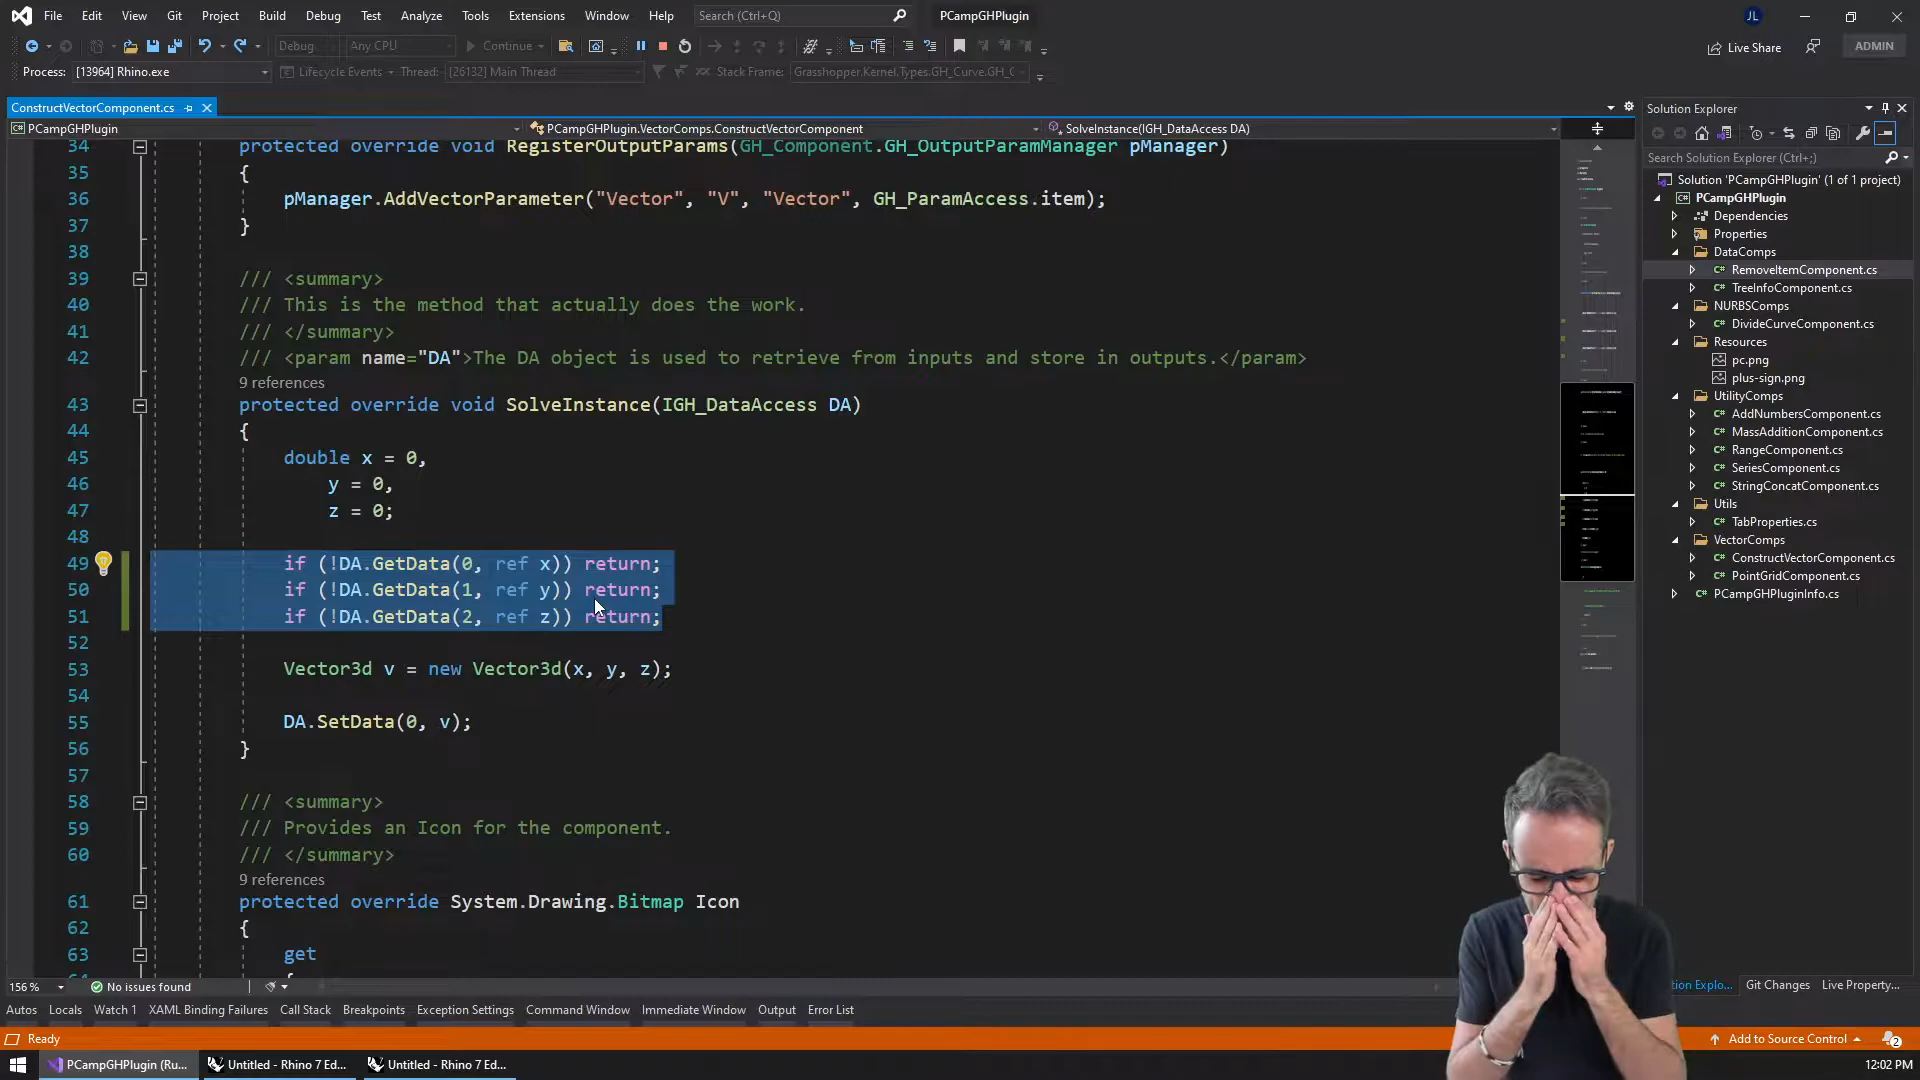 File Edit View Git Project Build Debug Test Analyze Tools Extensions Window Help Search (Ctrl+Q) PCampGHPlugin JL
Debug Any CPU Continue Live Share ADMIN
Process: [13964] Rhino.exe Lifecycle Events Thread: [26132] Main Thread Stack Frame: Grasshopper.Kernel.Types.GH_Curve.GH_C
ConstructVectorComponent.cs
PCampGHPlugin PCampGHPlugin.VectorComps.ConstructVectorComponent SolveInstance(IGH_DataAccess DA)
34 protected override void RegisterOutputParams(GH_Component.GH_OutputParamManager pManager)
35 {
36 pManager.AddVectorParameter("Vector", "V", "Vector", GH_ParamAccess.item);
37 }
38
39 /// <summary>
40 /// This is the method that actually does the work.
41 /// </summary>
42 /// <param name="DA">The DA object is used to retrieve from inputs and store in outputs.</param>
9 references
43 protected override void SolveInstance(IGH_DataAccess DA)
44 {
45 double x = 0,
46 y = 0,
47 z = 0;
48
49 if (!DA.GetData(0, ref x)) return;
50 if (!DA.GetData(1, ref y)) return;
51 if (!DA.GetData(2, ref z)) return;
52
53 Vector3d v = new Vector3d(x, y, z);
54
55 DA.SetData(0, v);
56 }
57
58 /// <summary>
59 /// Provides an Icon for the component.
60 /// </summary>
9 references
61 protected override System.Drawing.Bitmap Icon
62 {
63 get
{
Solution Explorer
Search Solution Explorer (Ctrl+;)
Solution 'PCampGHPlugin' (1 of 1 project)
PCampGHPlugin
Dependencies
Properties
DataComps
C# RemoveItemComponent.cs
C# TreeInfoComponent.cs
NURBSComps
C# DivideCurveComponent.cs
Resources
pc.png
plus-sign.png
UtilityComps
C# AddNumbersComponent.cs
C# MassAdditionComponent.cs
C# RangeComponent.cs
C# SeriesComponent.cs
C# StringConcatComponent.cs
Utils
C# TabProperties.cs
VectorComps
C# ConstructVectorComponent.cs
C# PointGridComponent.cs
C# PCampGHPluginInfo.cs
156 % No issues found
tion Explo... Git Changes Live Property...
Autos Locals Watch 1 XAML Binding Failures Call Stack Breakpoints Exception Settings Command Window Immediate Window Output Error List
Ready Add to Source Control 2
PCampGHPlugin (Ru... Untitled - Rhino 7 Ed... Untitled - Rhino 7 Ed... 12:02 PM